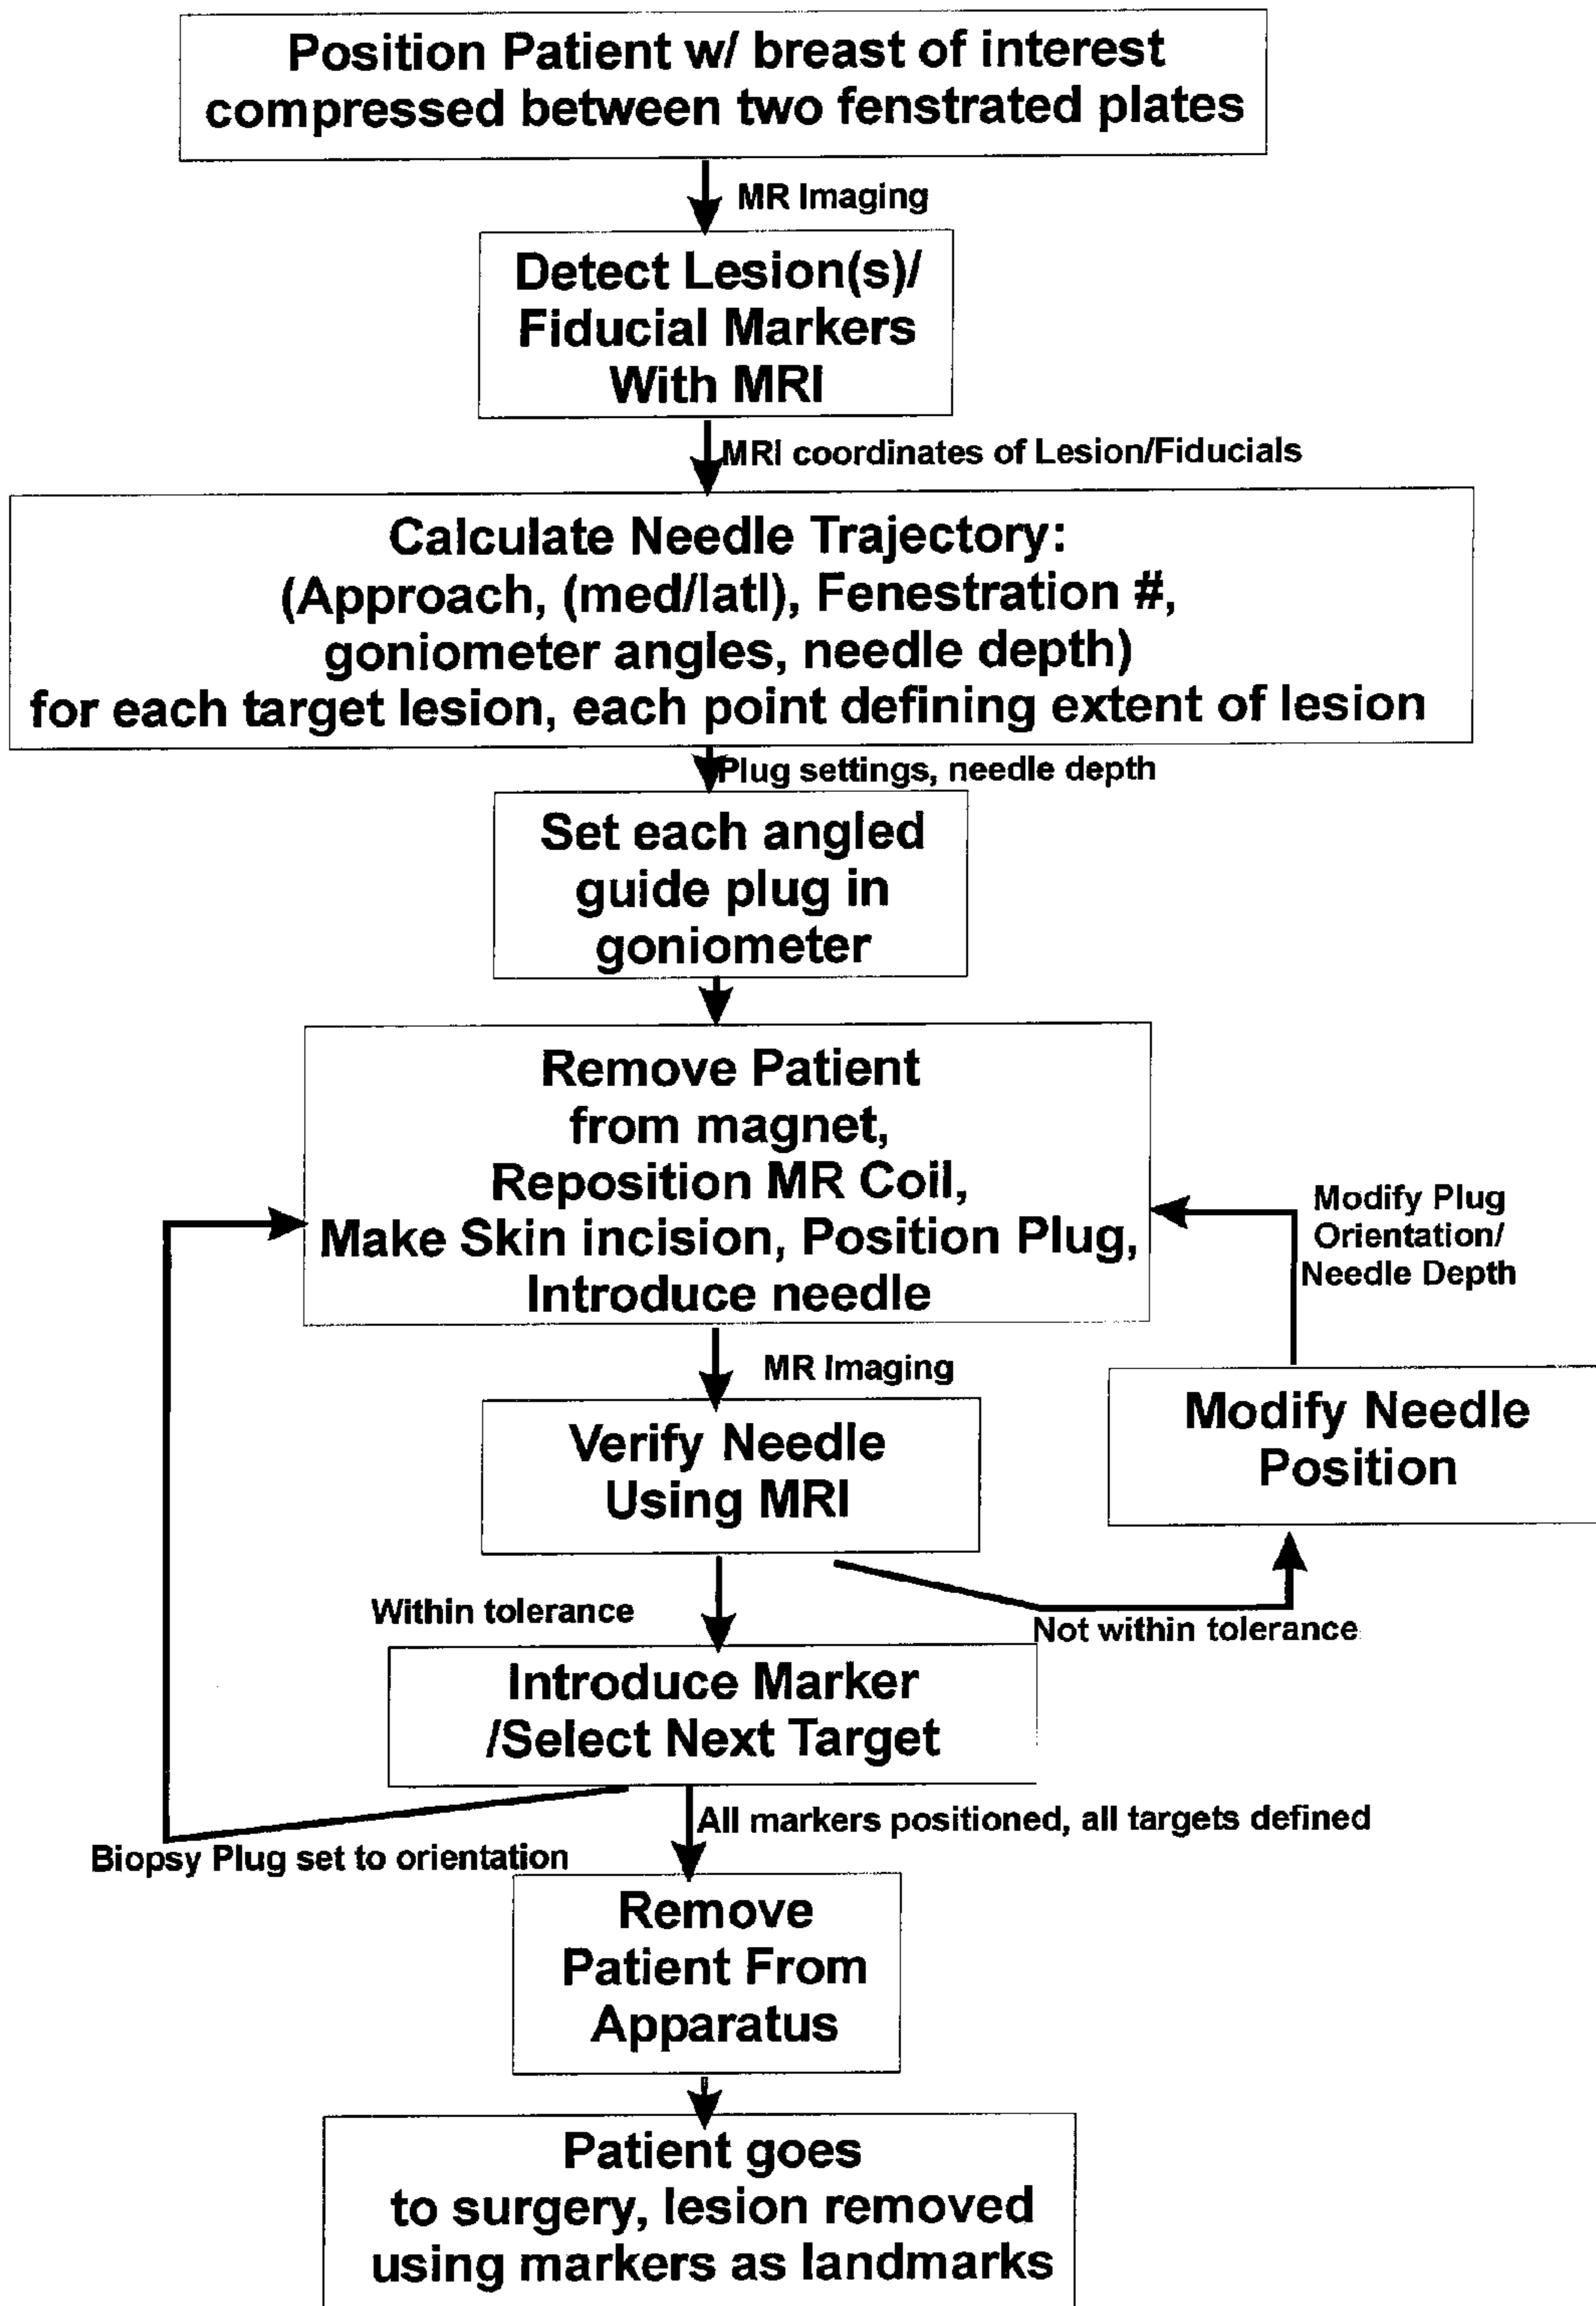 Position Patient w/ breast of interest
compressed between two fenstrated plates
MR Imaging
Detect Lesion(s)/
Fiducial Markers
With MRI
MRI coordinates of Lesion/Fiducials
Calculate Needle Trajectory:
(Approach, (med/latl), Fenestration #,
goniometer angles, needle depth)
for each target lesion, each point defining extent of lesion
Plug settings, needle depth
Set each angled
guide plug in
goniometer
Remove Patient
from magnet,
Reposition MR Coil,
Make Skin incision, Position Plug,
Introduce needle
Modify Plug
Orientation/
Needle Depth
MR Imaging
Modify Needle
Position
Verify Needle
Using MRI
Within tolerance
Not within tolerance
Introduce Marker
/Select Next Target
All markers positioned, all targets defined
Biopsy Plug set to orientation
Remove
Patient From
Apparatus
Patient goes
to surgery, lesion removed
using markers as landmarks